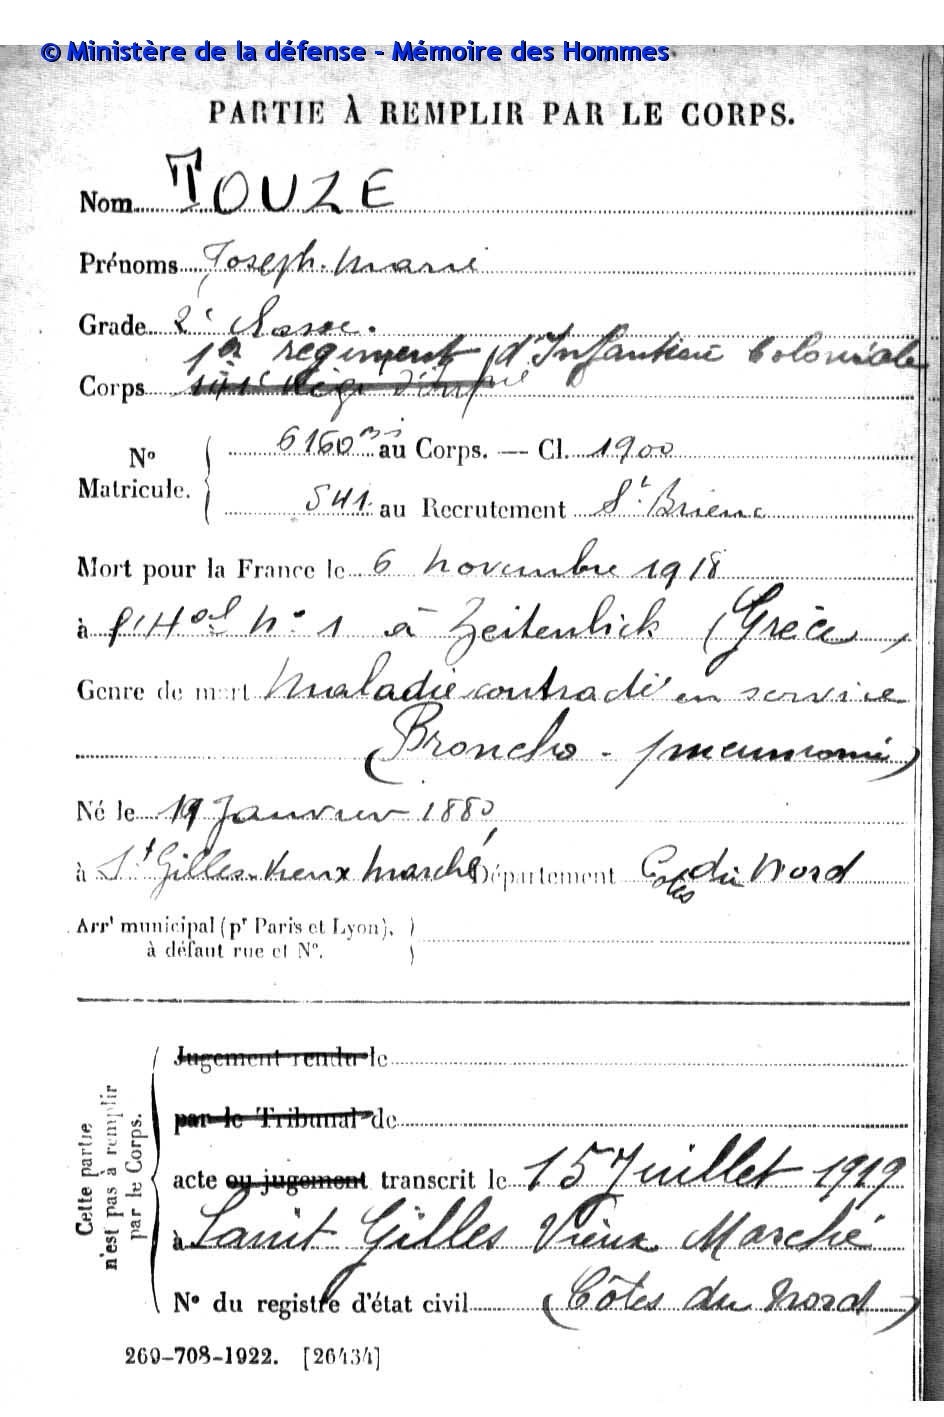 © Ministère de la défense - Mémoire des Hommes
PARTIE À REMPLIR PAR LE CORPS.
Nom TOUZE
Prénoms Joseph. Marie
Grade 2e Classe.
1er regiment d'Infanterie Coloniale
Corps
No Matricule. 6160 au Corps. — Cl. 1900
541 au Recrutement St Brieuc
Mort pour la France le 6 novembre 1918
à l'Hal No 1 à Zeitenlick (Grèce)
Genre de mort Maladie contractée en service
(Broncho - pneumonie)
Né le 19 Janvier 1880
à St Gilles-Vieux Marché Département Cotes du Nord
Arrt municipal (pr Paris et Lyon),
à défaut rue et No.
Cette partie n'est pas à remplir par le Corps.
Jugement rendu le
par le Tribunal de
acte ou jugement transcrit le 15 Juillet 1919
à Saint Gilles Vieux Marché
No du registre d'état civil (Côtes du Nord)
269-708-1922. [26434]